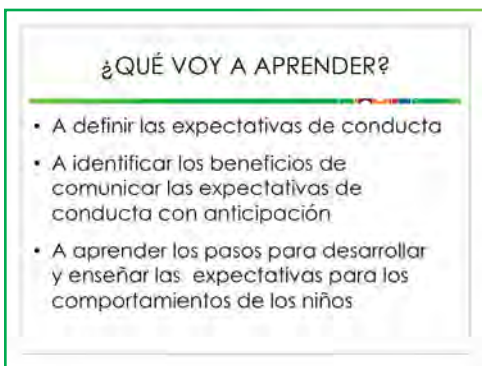 ¿QUÉ VOY A APRENDER?
• A definir las expectativas de conducta
• A identificar los beneficios de
comunicar las expectativas de
conducta con anticipación
• A aprender los pasos para desarrollar
y enseñar las expectativas para los
comportamientos de los niños